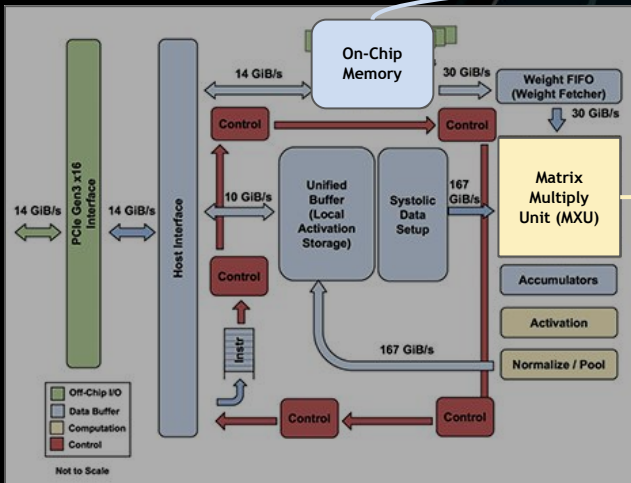 On-Chip
Memory
14 GiB/s
30 GiB/s
Weight FIFO
(Weight Fetcher)
30 GiB/s
Control
Control
Matrix
Multiply
Unit (MXU)
PCIe Gen3 x16
Interface
Host Interface
14 GiB/s
14 GiB/s
10 GiB/s
Unified
Buffer
(Local
Activation
Storage)
Systolic
Data
Setup
167
GiB/s
Control
Accumulators
Activation
Normalize / Pool
Instr
167 GiB/s
Control
Control
Off-Chip I/O
Data Buffer
Computation
Control
Not to Scale